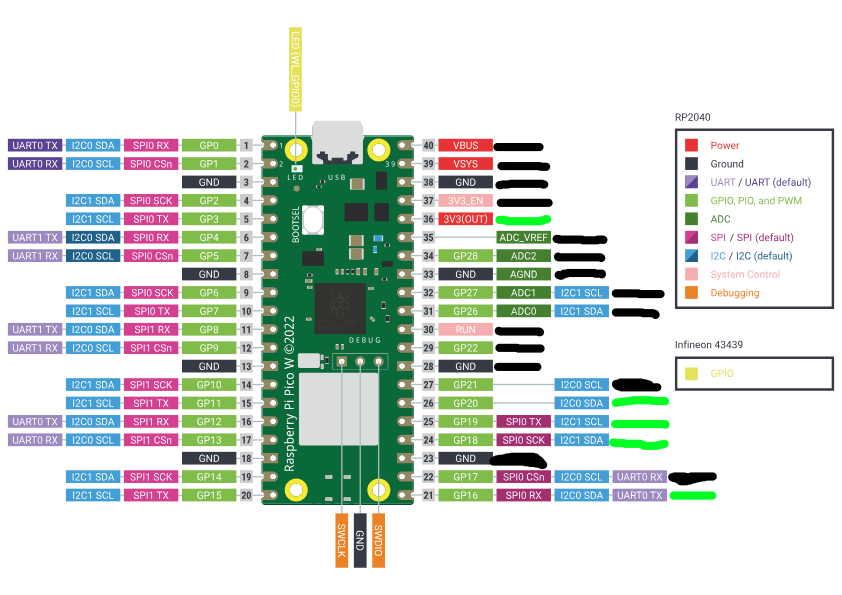 LED (WL_GPIO0)
RP2040
UART0 TX I2C0 SDA SPI0 RX GP0 1 1 40 VBUS
Power
UART0 RX I2C0 SCL SPI0 CSn GP1 2 2 39 39 VSYS
Ground
LED USB
GND 3 38 GND
UART / UART (default)
I2C1 SDA SPI0 SCK GP2 4 37 3V3_EN
GPIO, PIO, and PWM
I2C1 SCL SPI0 TX GP3 5 BOOTSEL 36 3V3(OUT)
ADC
UART1 TX I2C0 SDA SPI0 RX GP4 6 35 ADC_VREF
SPI / SPI (default)
UART1 RX I2C0 SCL SPI0 CSn GP5 7 34 GP28 ADC2
I2C / I2C (default)
GND 8 33 GND AGND
System Control
I2C1 SDA SPI0 SCK GP6 9 32 GP27 ADC1 I2C1 SCL
Debugging
I2C1 SCL SPI0 TX GP7 10 31 GP26 ADC0 I2C1 SDA
UART1 TX I2C0 SDA SPI1 RX GP8 11 30 RUN
DEBUG
UART1 RX I2C0 SCL SPI1 CSn GP9 12 29 GP22
Infineon 43439
GND 13 28 GND
GPIO
I2C1 SDA SPI1 SCK GP10 14 27 GP21 I2C0 SCL
Raspberry Pi Pico W ©2022
I2C1 SCL SPI1 TX GP11 15 26 GP20 I2C0 SDA
UART0 TX I2C0 SDA SPI1 RX GP12 16 25 GP19 SPI0 TX I2C1 SCL
UART0 RX I2C0 SCL SPI1 CSn GP13 17 24 GP18 SPI0 SCK I2C1 SDA
GND 18 23 GND
I2C1 SDA SPI1 SCK GP14 19 22 GP17 SPI0 CSn I2C0 SCL UART0 RX
I2C1 SCL SPI1 TX GP15 20 21 GP16 SPI0 RX I2C0 SDA UART0 TX
SWCLK GND SWDIO